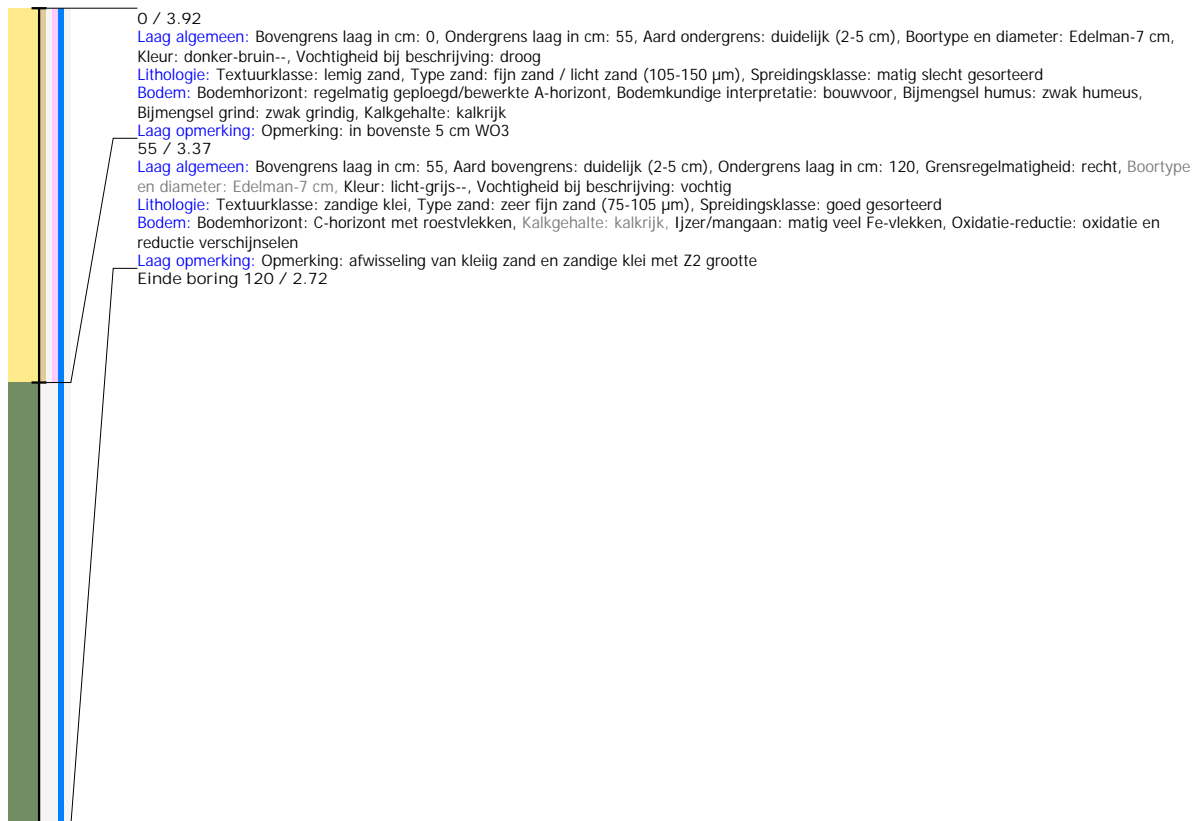 0 / 3.92
Laag algemeen: Bovengrens laag in cm: 0, Ondergrens laag in cm: 55, Aard ondergrens: duidelijk (2-5 cm), Boortype en diameter: Edelman-7 cm,
Kleur: donker-bruin--, Vochtigheid bij beschrijving: droog
Lithologie: Textuurklasse: lemig zand, Type zand: fijn zand / licht zand (105-150 µm), Spreidingsklasse: matig slecht gesorteerd
Bodem: Bodemhorizont: regelmatig geploegd/bewerkte A-horizont, Bodemkundige interpretatie: bouwvoor, Bijmengsel humus: zwak humeus,
Bijmengsel grind: zwak grindig, Kalkgehalte: kalkrijk
Laag opmerking: Opmerking: in bovenste 5 cm WO3
55 / 3.37
Laag algemeen: Bovengrens laag in cm: 55, Aard bovengrens: duidelijk (2-5 cm), Ondergrens laag in cm: 120, Grensregelmatigheid: recht, Boortype
en diameter: Edelman-7 cm, Kleur: licht-grijs--, Vochtigheid bij beschrijving: vochtig
Lithologie: Textuurklasse: zandige klei, Type zand: zeer fijn zand (75-105 µm), Spreidingsklasse: goed gesorteerd
Bodem: Bodemhorizont: C-horizont met roestvlekken, Kalkgehalte: kalkrijk, Ijzer/mangaan: matig veel Fe-vlekken, Oxidatie-reductie: oxidatie en
reductie verschijnselen
Laag opmerking: Opmerking: afwisseling van kleiig zand en zandige klei met Z2 grootte
Einde boring 120 / 2.72